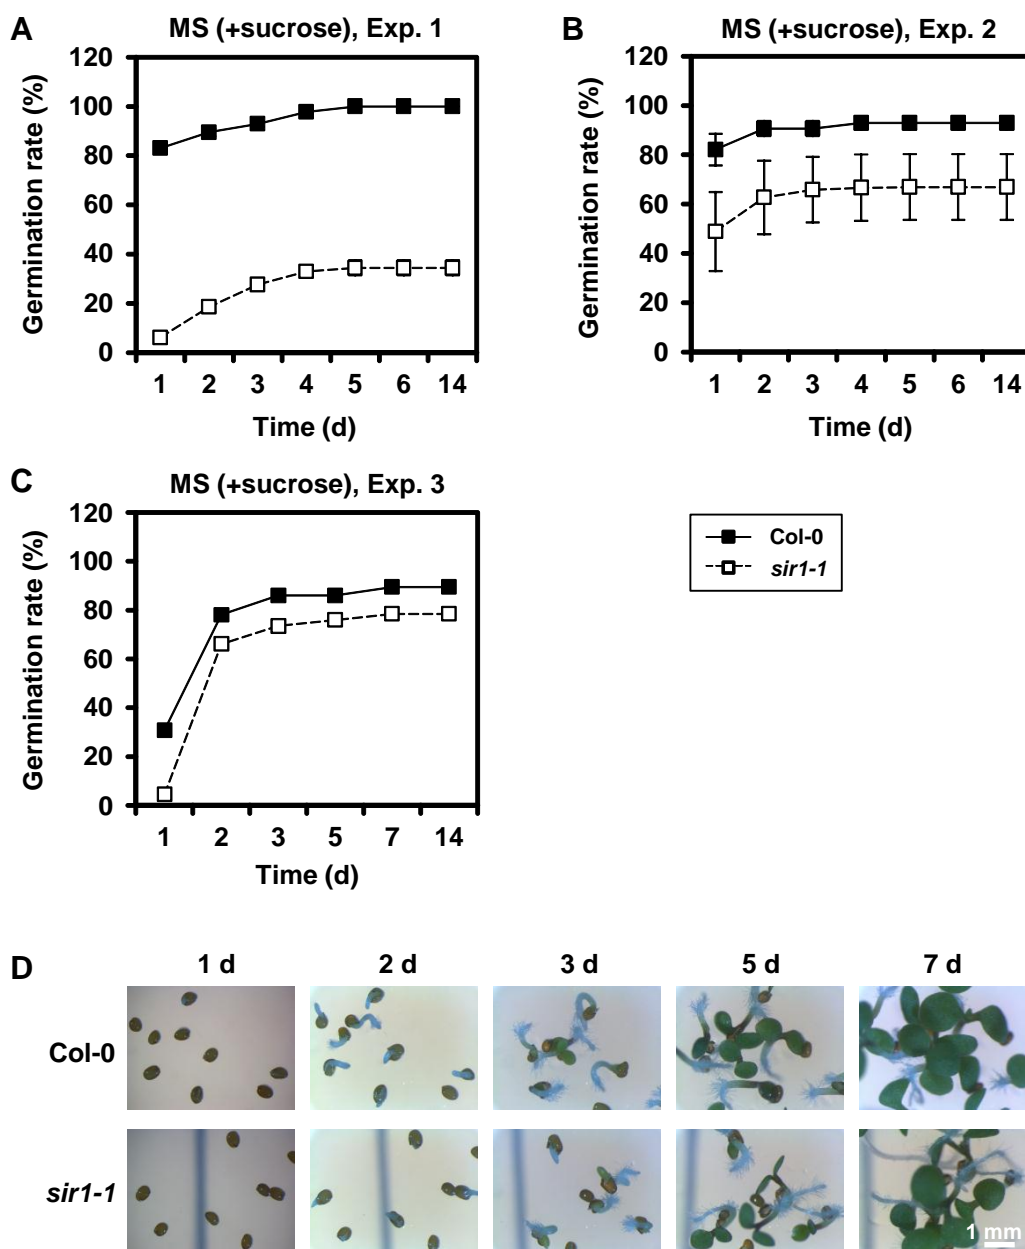 A
MS (+sucrose), Exp. 1
Germination rate (%)
120
100
80
60
40
20
0
1 2 3 4 5 6 14
Time (d)
B
MS (+sucrose), Exp. 2
Germination rate (%)
120
100
80
60
40
20
0
1 2 3 4 5 6 14
Time (d)
C
MS (+sucrose), Exp. 3
Germination rate (%)
120
100
80
60
40
20
0
1 2 3 5 7 14
Time (d)
Col-0
sir1-1
D
1 d 2 d 3 d 5 d 7 d
Col-0
sir1-1
1 mm